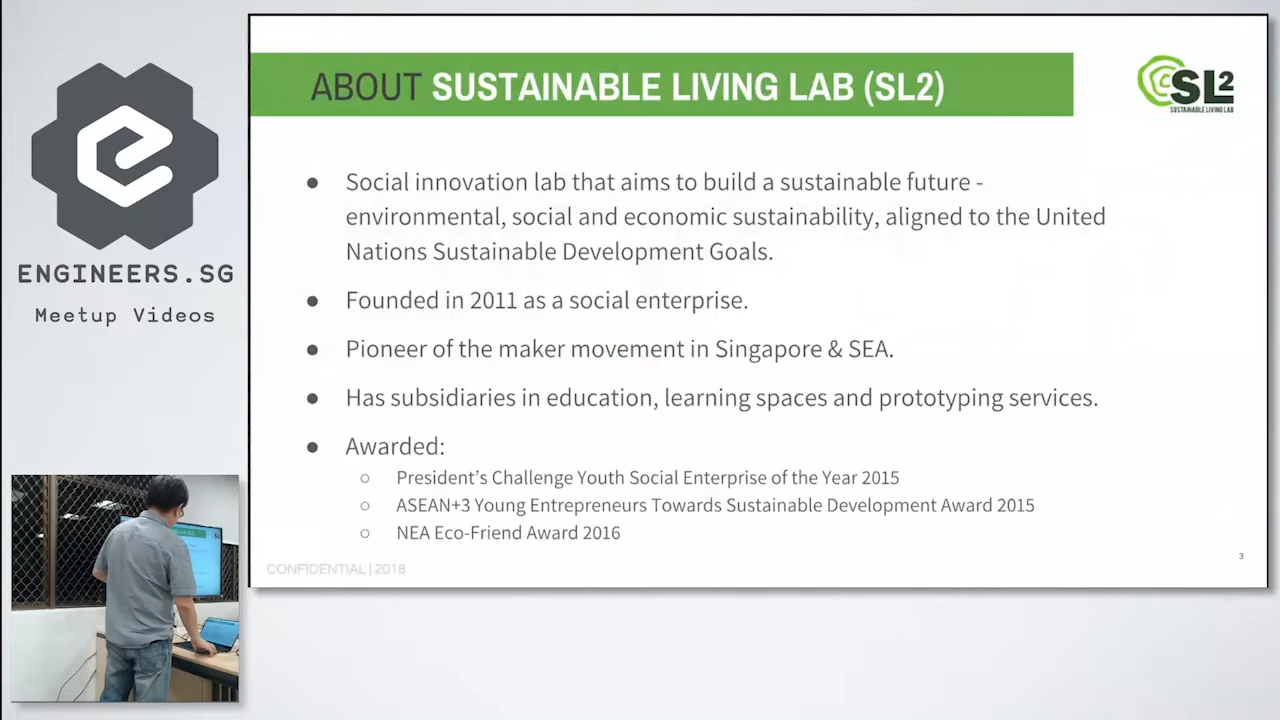 ENGINEERS.SG
Meetup Videos
ABOUT SUSTAINABLE LIVING LAB (SL2)
SL2
SUSTAINABLE LIVING LAB
● Social innovation lab that aims to build a sustainable future -
environmental, social and economic sustainability, aligned to the United
Nations Sustainable Development Goals.
● Founded in 2011 as a social enterprise.
● Pioneer of the maker movement in Singapore & SEA.
● Has subsidiaries in education, learning spaces and prototyping services.
● Awarded:
○ President’s Challenge Youth Social Enterprise of the Year 2015
○ ASEAN+3 Young Entrepreneurs Towards Sustainable Development Award 2015
○ NEA Eco-Friend Award 2016
CONFIDENTIAL | 2018
3